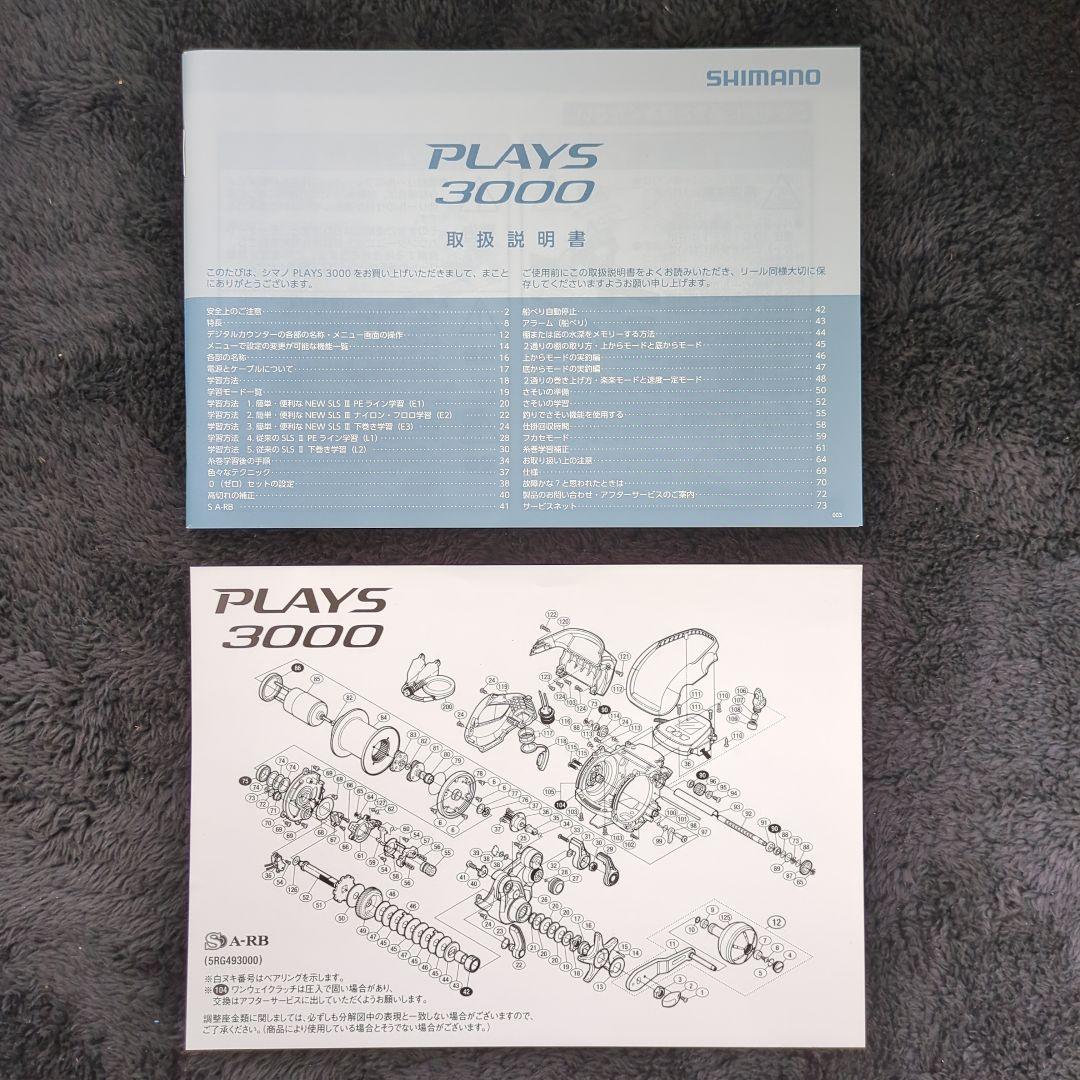 SHIMANO
PLAYS
3000
取扱説明書
このたびは、シマノ PLAYS 3000 をお買い上げいただきまして、まこと
にありがとうございます。
ご使用前にこの取扱説明書をよくお読みいただき、リール同様大切に保
存してくださいますようお願い申し上げます。
安全上のご注意 2
特長 8
デジタルカウンターの各部の名称・メニュー画面の操作 12
メニューで設定の変更が可能な機能一覧 14
各部の名称 16
電源とケーブルについて 17
学習方法 18
学習モード一覧 19
学習方法 1. 簡単・便利な NEW SLS Ⅲ PE ライン学習（E1） 20
学習方法 2. 簡単・便利な NEW SLS Ⅲ ナイロン・フロロ学習（E2） 22
学習方法 3. 簡単・便利な NEW SLS Ⅲ 下巻き学習（E3） 24
学習方法 4. 従来の SLS Ⅱ PE ライン学習（L1） 28
学習方法 5. 従来の SLS Ⅱ 下巻き学習（L2） 30
糸巻学習後の手順 34
色々なテクニック 37
0（ゼロ）セットの設定 38
高切れの補正 40
S A-RB 41
船べり自動停止 42
アラーム（船べり） 43
棚または底の水深をメモリーする方法 44
2通りの棚の取り方・上からモードと底からモード 45
上からモードの実釣編 46
底からモードの実釣編 47
2通りの巻き上げ方・楽楽モードと速度一定モード 48
さそいの準備 50
さそいの学習 52
釣りでさそい機能を使用する 55
仕掛回収時間 58
フカセモード 59
糸巻学習補正 61
お取り扱い上の注意 64
仕様 69
故障かな？と思われたときは 70
製品のお問い合わせ・アフターサービスのご案内 72
サービスネット 73
003
PLAYS
3000
S A-RB
(5RG493000)
※白ヌキ番号はベアリングを示します。
※104 ワンウェイクラッチは圧入で固い場合があり、
交換はアフターサービスに出していただくようお願いします。
調整座金類に関しましては、必ずしも分解図中の表現と一致しない場合がございますので、
ご了承ください。（商品により使用している場合とそうでない場合がございます。）